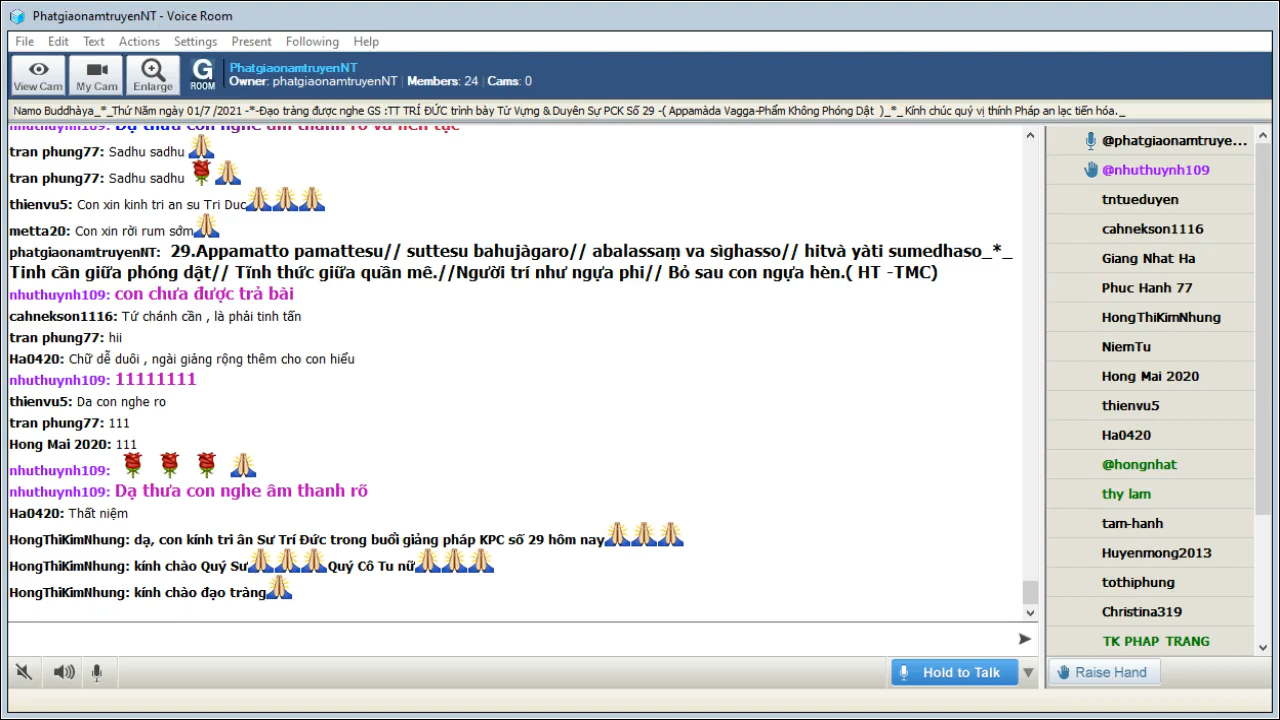 PhatgiaonamtruyenNT - Voice Room
File Edit Text Actions Settings Present Following Help
View Cam My Cam Enlarge G ROOM
PhatgiaonamtruyenNT
Owner: phatgiaonamtruyenNT | Members: 24 | Cams: 0
Namo Buddhàya_*_Thứ Năm ngày 01/7 /2021 -*-Đạo tràng được nghe GS :TT TRÍ ĐỨC trình bày Từ Vựng & Duyên Sự PCK Số 29 -( Appamàda Vagga-Phẩm Không Phóng Dật )_*_ Kính chúc quý vị thính Pháp an lạc tiến hóa._
nhuthuynh109: Dạ thưa con nghe âm thanh rõ và liên tục
tran phung77: Sadhu sadhu
tran phung77: Sadhu sadhu
thienvu5: Con xin kinh tri an su Tri Duc
metta20: Con xin rời rum sớm
phatgiaonamtruyenNT: 29.Appamatto pamattesu// suttesu bahujàgaro// abalassaṃ va sìghasso// hitvà yàti sumedhaso_*_
Tinh cần giữa phóng dật// Tĩnh thức giữa quần mê.//Người trí như ngựa phi// Bỏ sau con ngựa hèn.( HT -TMC)
nhuthuynh109: con chưa được trả bài
cahnekson1116: Tứ chánh cần , là phải tinh tấn
tran phung77: hii
Ha0420: Chữ dễ duôi , ngài giảng rộng thêm cho con hiểu
nhuthuynh109: 11111111
thienvu5: Da con nghe ro
tran phung77: 111
Hong Mai 2020: 111
nhuthuynh109:
nhuthuynh109: Dạ thưa con nghe âm thanh rõ
Ha0420: Thất niệm
HongThiKimNhung: dạ, con kính tri ân Sư Trí Đức trong buổi giảng pháp KPC số 29 hôm nay
HongThiKimNhung: kính chào Quý Sư Quý Cô Tu nữ
HongThiKimNhung: kính chào đạo tràng
Hold to Talk
@phatgiaonamtruye...
@nhuthuynh109
tntueduyen
cahnekson1116
Giang Nhat Ha
Phuc Hanh 77
HongThiKimNhung
NiemTu
Hong Mai 2020
thienvu5
Ha0420
@hongnhat
thy lam
tam-hanh
Huyenmong2013
tothiphung
Christina319
TK PHAP TRANG
Raise Hand